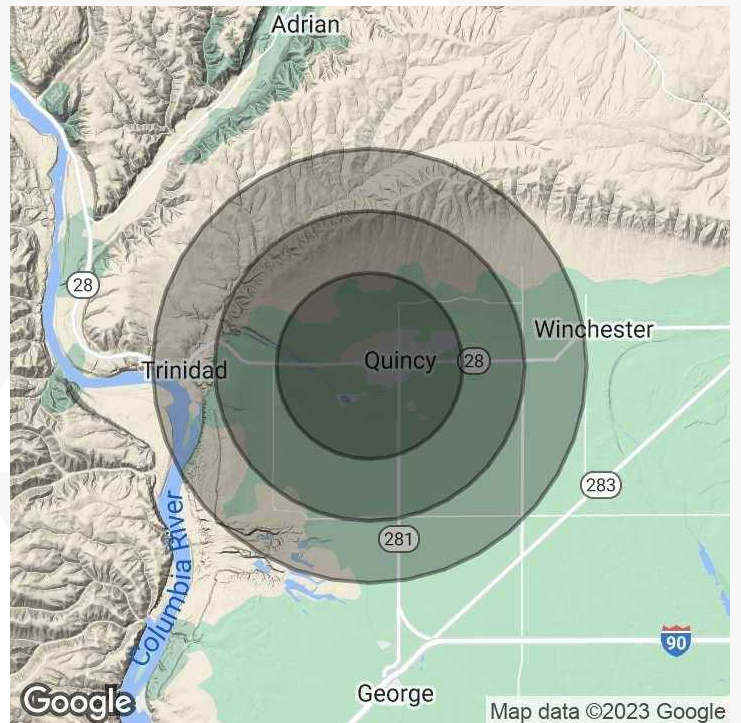 Adrian
28
Winchester
Quincy
28
Trinidad
283
281
Columbia River
90
George
Google
Map data ©2023 Google